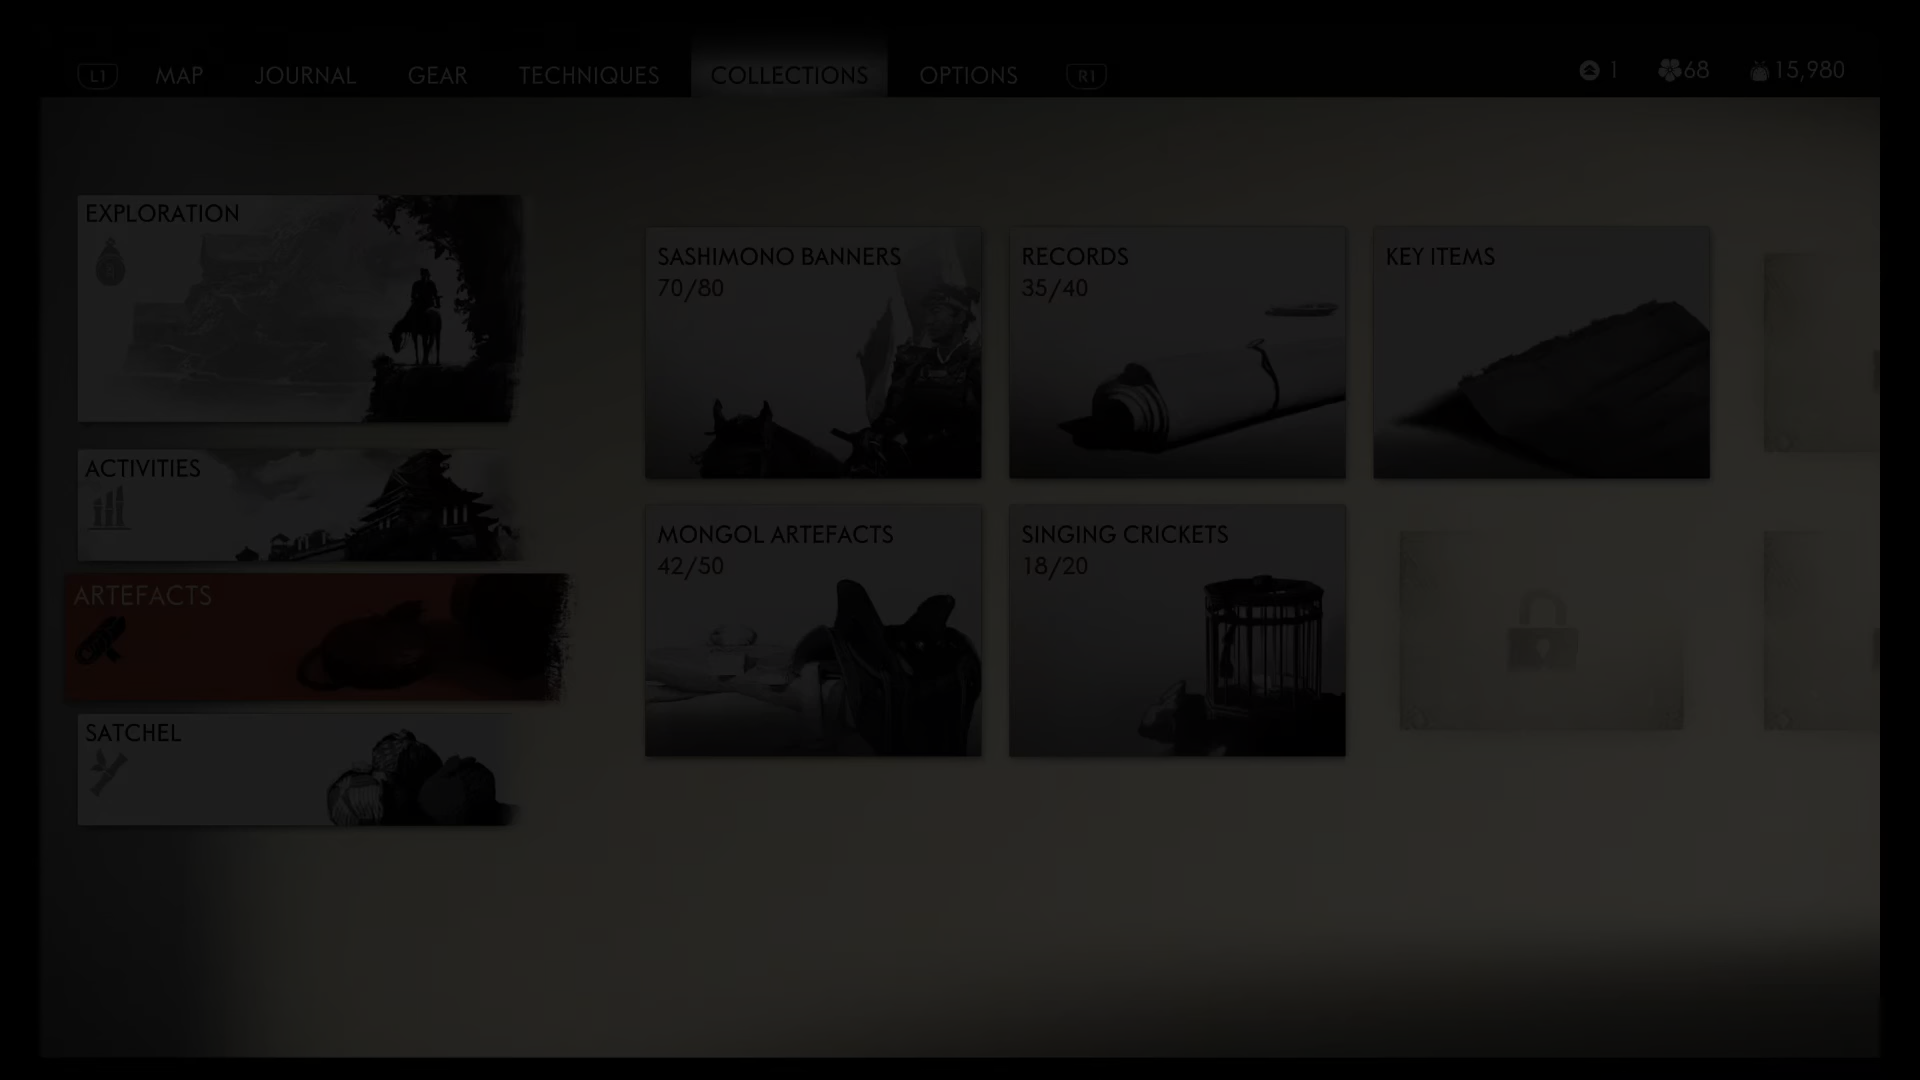 L1 MAP JOURNAL GEAR TECHNIQUES COLLECTIONS OPTIONS R1 1 68 15,980
EXPLORATION
ACTIVITIES
ARTEFACTS
SATCHEL
SASHIMONO BANNERS
70/80
RECORDS
35/40
KEY ITEMS
MONGOL ARTEFACTS
42/50
SINGING CRICKETS
18/20